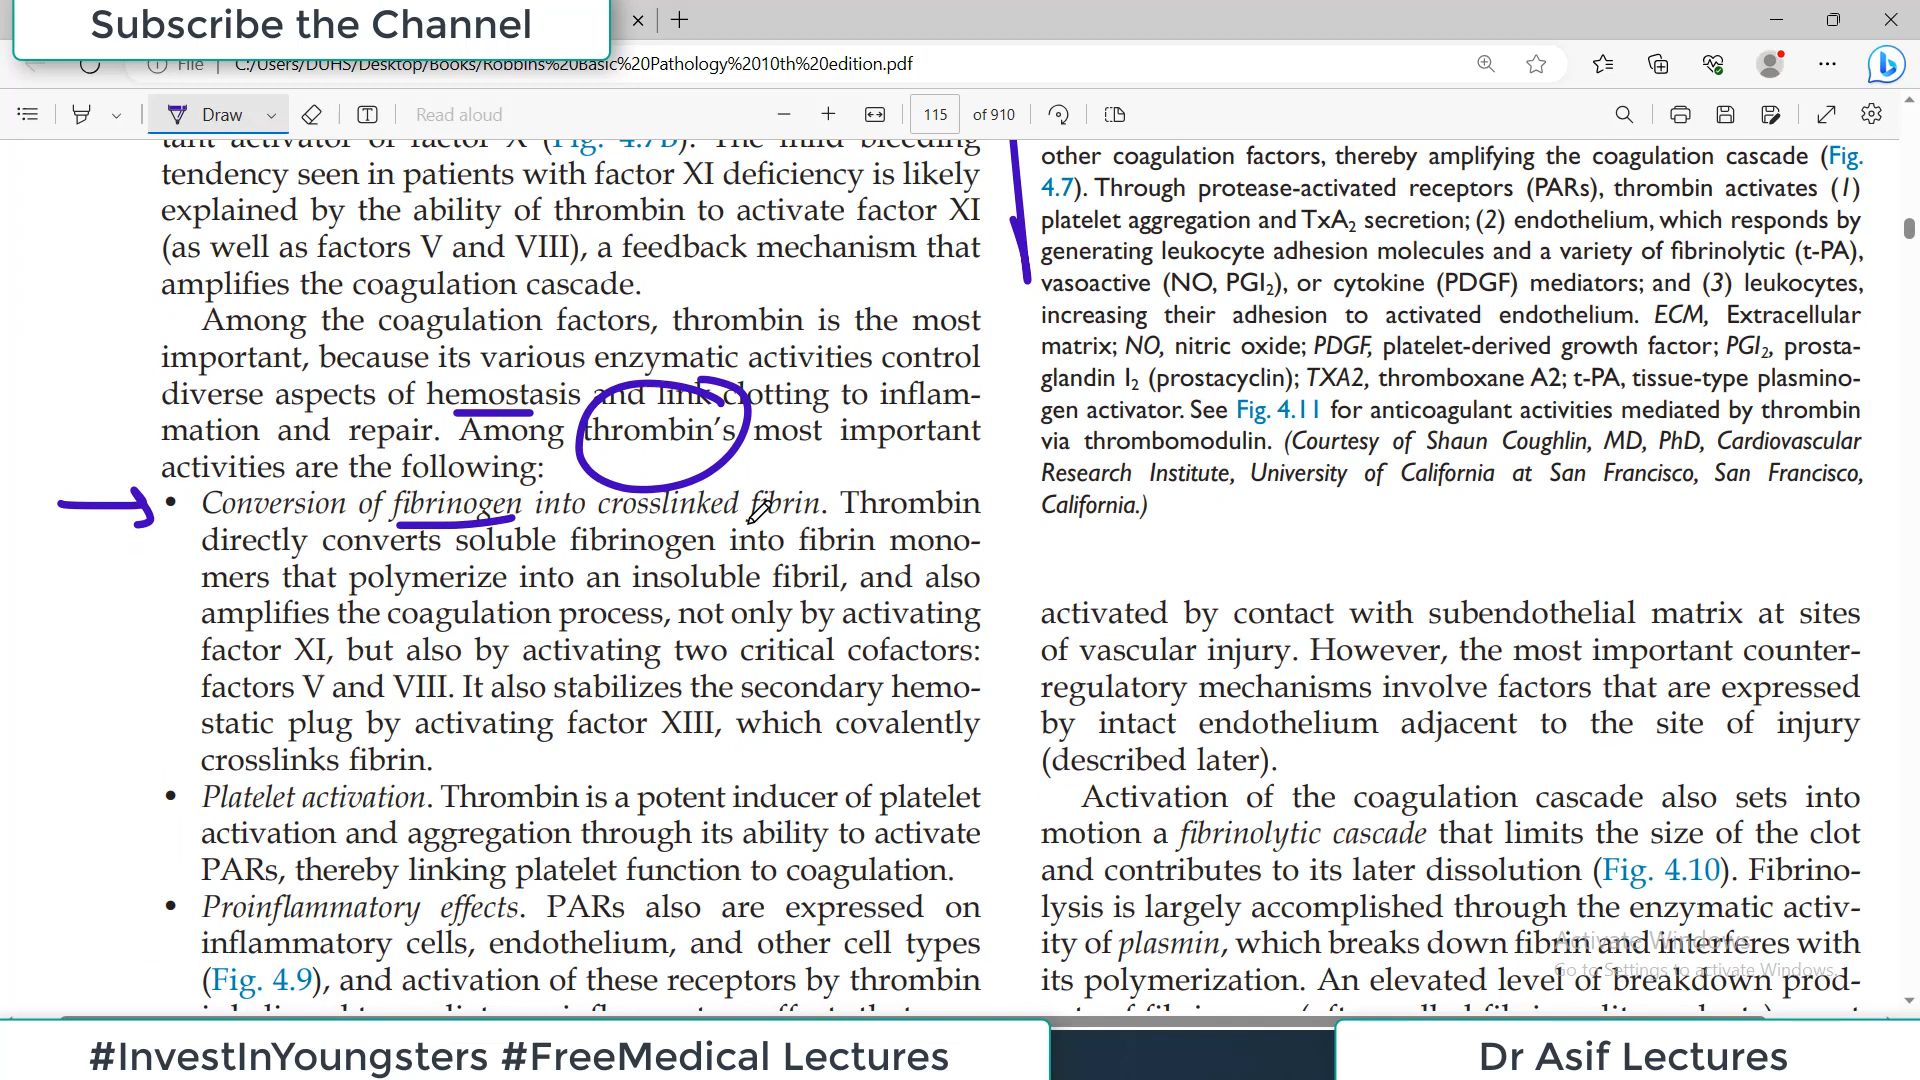 Subscribe the Channel
File
C:/Users/DUHS/Desktop/Books/Robbins%20Basic%20Pathology%2010th%20edition.pdf
Draw
Read aloud
115
of 910
tant activator of factor X (Fig. 4.7B). The mild bleeding
tendency seen in patients with factor XI deficiency is likely
explained by the ability of thrombin to activate factor XI
(as well as factors V and VIII), a feedback mechanism that
amplifies the coagulation cascade.
Among the coagulation factors, thrombin is the most
important, because its various enzymatic activities control
diverse aspects of hemostasis and link clotting to inflam-
mation and repair. Among thrombin's most important
activities are the following:
• Conversion of fibrinogen into crosslinked fibrin. Thrombin
directly converts soluble fibrinogen into fibrin mono-
mers that polymerize into an insoluble fibril, and also
amplifies the coagulation process, not only by activating
factor XI, but also by activating two critical cofactors:
factors V and VIII. It also stabilizes the secondary hemo-
static plug by activating factor XIII, which covalently
crosslinks fibrin.
• Platelet activation. Thrombin is a potent inducer of platelet
activation and aggregation through its ability to activate
PARs, thereby linking platelet function to coagulation.
• Proinflammatory effects. PARs also are expressed on
inflammatory cells, endothelium, and other cell types
(Fig. 4.9), and activation of these receptors by thrombin
other coagulation factors, thereby amplifying the coagulation cascade (Fig.
4.7). Through protease-activated receptors (PARs), thrombin activates (1)
platelet aggregation and TxA2 secretion; (2) endothelium, which responds by
generating leukocyte adhesion molecules and a variety of fibrinolytic (t-PA),
vasoactive (NO, PGI2), or cytokine (PDGF) mediators; and (3) leukocytes,
increasing their adhesion to activated endothelium. ECM, Extracellular
matrix; NO, nitric oxide; PDGF, platelet-derived growth factor; PGI2, prosta-
glandin I2 (prostacyclin); TXA2, thromboxane A2; t-PA, tissue-type plasmino-
gen activator. See Fig. 4.11 for anticoagulant activities mediated by thrombin
via thrombomodulin. (Courtesy of Shaun Coughlin, MD, PhD, Cardiovascular
Research Institute, University of California at San Francisco, San Francisco,
California.)
activated by contact with subendothelial matrix at sites
of vascular injury. However, the most important counter-
regulatory mechanisms involve factors that are expressed
by intact endothelium adjacent to the site of injury
(described later).
Activation of the coagulation cascade also sets into
motion a fibrinolytic cascade that limits the size of the clot
and contributes to its later dissolution (Fig. 4.10). Fibrino-
lysis is largely accomplished through the enzymatic activ-
ity of plasmin, which breaks down fibrin and interferes with
its polymerization. An elevated level of breakdown prod-
Activate Windows
Go to Settings to activate Windows.
#InvestInYoungsters #FreeMedical Lectures
Dr Asif Lectures